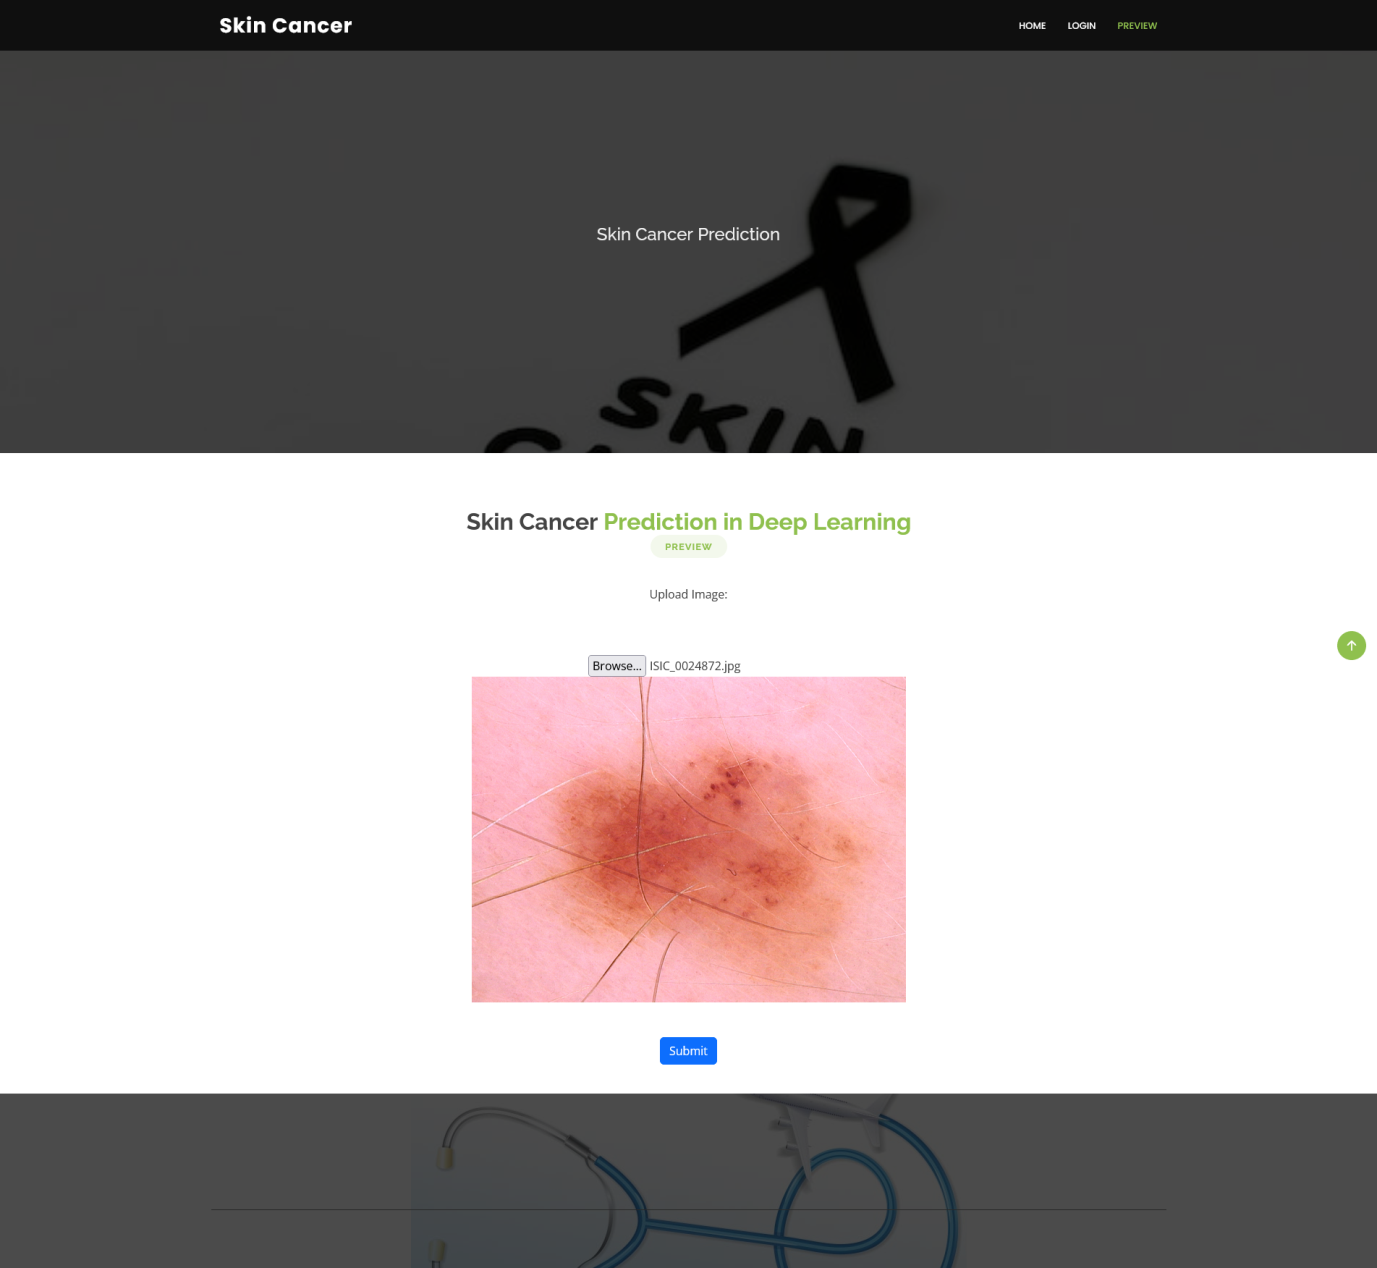 Skin Cancer
HOME LOGIN PREVIEW
Skin Cancer Prediction
SKIN
Skin Cancer Prediction in Deep Learning
PREVIEW
Upload Image:
Browse... ISIC_0024872.jpg
Submit